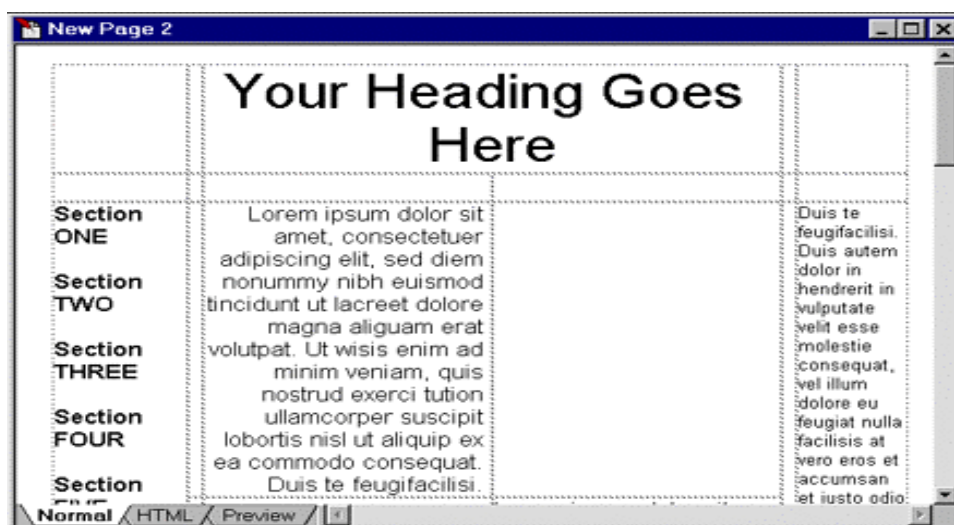 New Page 2
Your Heading Goes
Here
Section
ONE
Section
TWO
Section
THREE
Section
FOUR
Section
FIVE
Lorem ipsum dolor sit
amet, consectetuer
adipiscing elit, sed diem
nonummy nibh euismod
tincidunt ut lacreet dolore
magna aliguam erat
volutpat. Ut wisis enim ad
minim veniam, quis
nostrud exerci tution
ullamcorper suscipit
lobortis nisl ut aliquip ex
ea commodo consequat.
Duis te feugifacilisi.
Duis te
feugifacilisi.
Duis autem
dolor in
hendrerit in
vulputate
velit esse
molestie
consequat,
vel illum
dolore eu
feugiat nulla
facilisis at
vero eros et
accumsan
et iusto odio
Normal HTML Preview